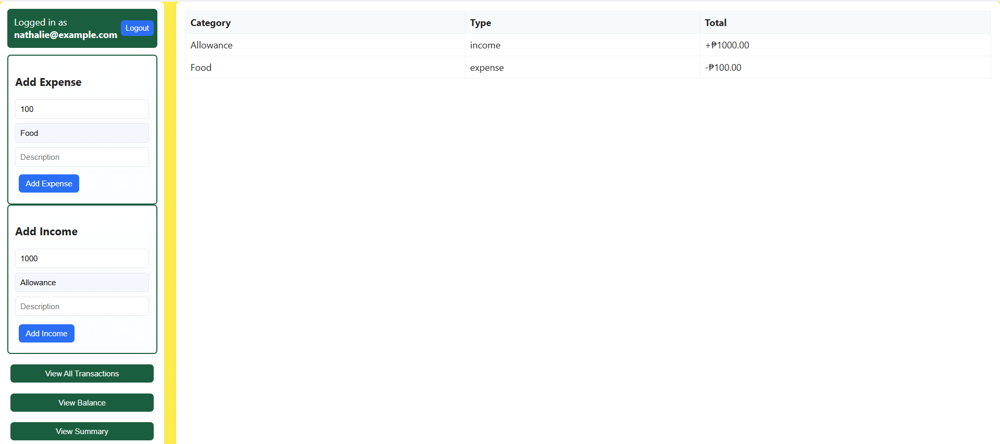 Logged in as
nathalie@example.com
Logout
Add Expense
100
Food
Description
Add Expense
Add Income
1000
Allowance
Description
Add Income
View All Transactions
View Balance
View Summary
Category Type Total
Allowance income +₱1000.00
Food expense -₱100.00